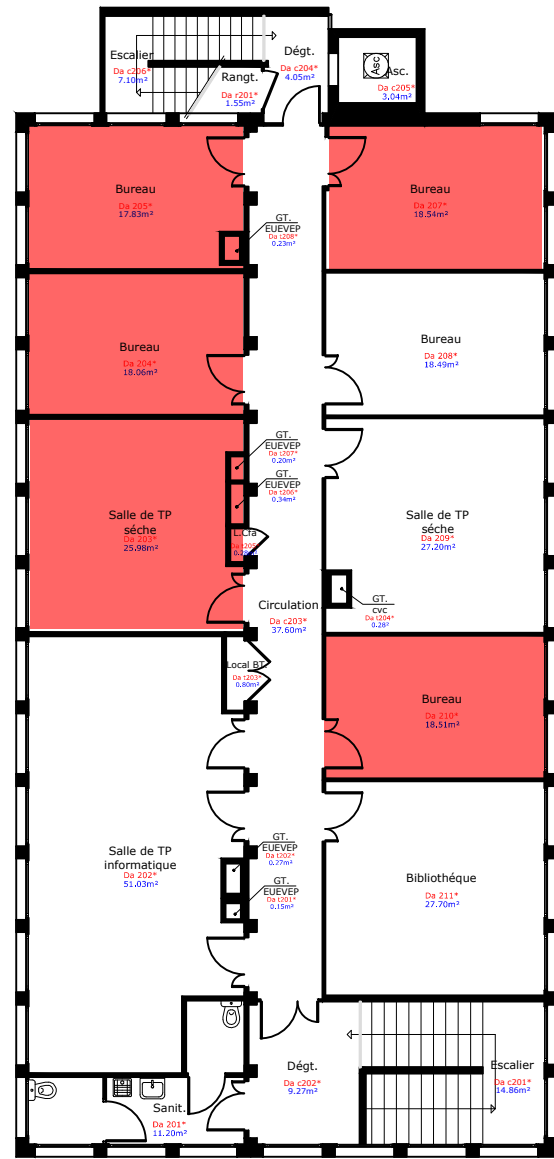 Escalier
Da c206*
7.10m²
Dégt.
Da c204*
4.05m²
Rangt.
Da r201*
1.55m²
Asc
Asc.
Da c205*
3.04m²
Bureau
Da 205*
17.83m²
Bureau
Da 207*
18.54m²
GT.
EUEVEP
Da t208*
0.23m²
Bureau
Da 204*
18.06m²
Bureau
Da 208*
18.49m²
GT.
EUEVEP
Da t207*
0.20m²
GT.
EUEVEP
Da t206*
0.34m²
Salle de TP
séche
Da 203*
25.98m²
L.Cfa
Da t205*
Salle de TP
séche
Da 209*
27.20m²
GT.
cvc
Da t204*
0.28²
Circulation
Da c203*
37.60m²
Local BT.
Da t203*
0.80m²
Bureau
Da 210*
18.51m²
Salle de TP
informatique
Da 202*
51.03m²
GT.
EUEVEP
Da t202*
0.27m²
GT.
EUEVEP
Da t201*
0.15m²
Bibliothéque
Da 211*
27.70m²
Dégt.
Da c202*
9.27m²
Escalier
Da c201*
14.86m²
Sanit.
Da 201*
11.20m²